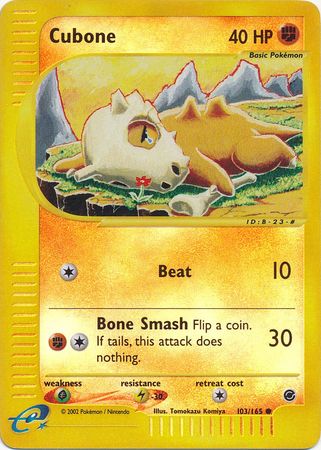 Cubone 40 HP
Basic Pokémon
ID:B-23-#
Beat 10
Bone Smash Flip a coin.
If tails, this attack does
nothing.
30
weakness resistance retreat cost
-30
e © 2002 Pokémon / Nintendo Illus. Tomokazu Komiya 103/165 ●